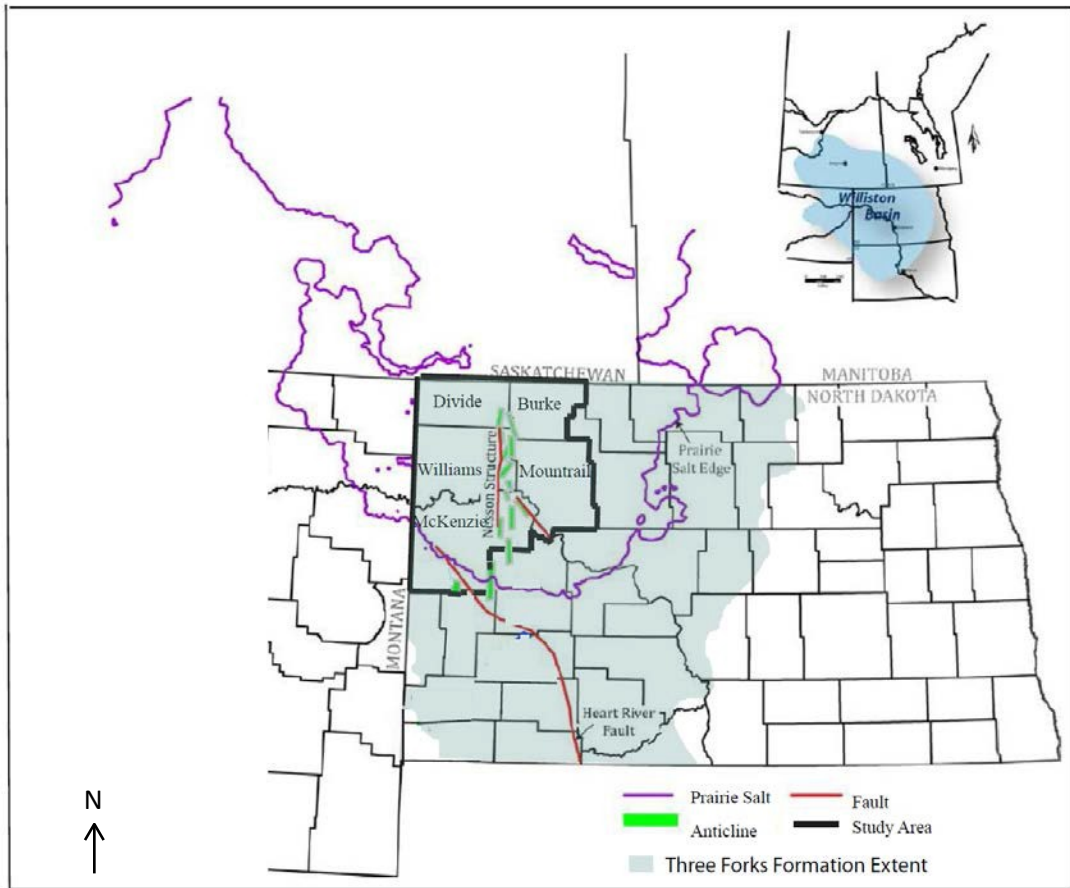 Williston
Basin
SASKATCHEWAN
MANITOBA
NORTH DAKOTA
Divide
Burke
Prairie
Salt Edge
Williams
Mountrail
Nesson Structure
McKenzie
MONTANA
Heart River
Fault
Prairie Salt
Fault
Anticline
Study Area
Three Forks Formation Extent
N